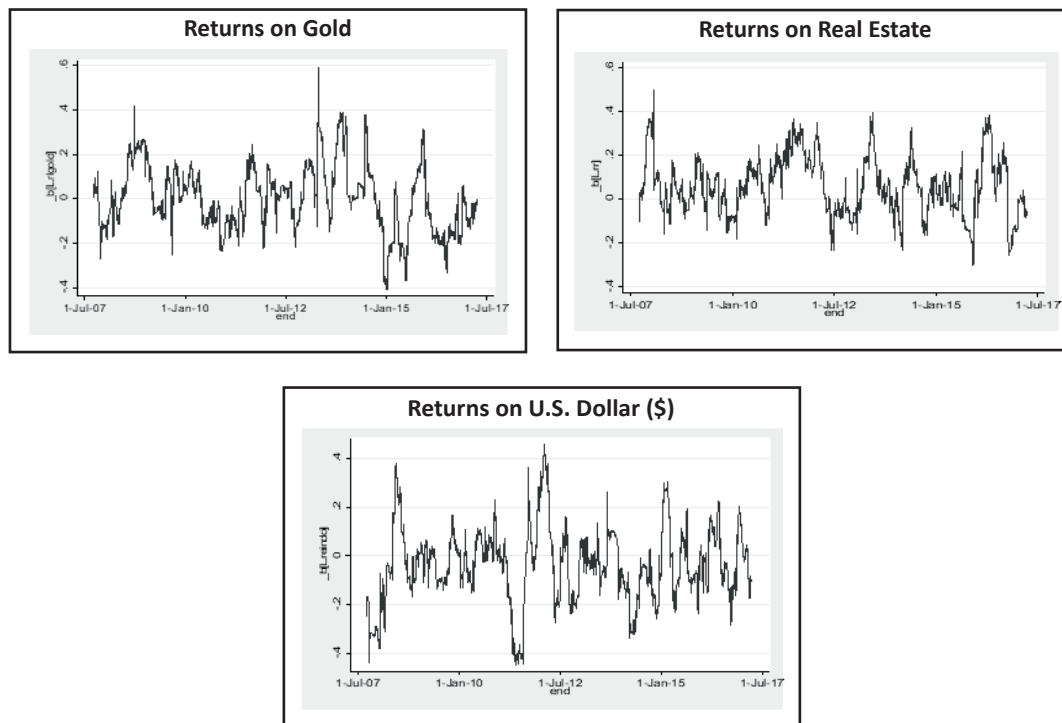 Returns on Gold
_b[L.rlgold]
.6
.4
.2
0
-.2
-.4
1-Jul-07
1-Jan-10
1-Jul-12
1-Jan-15
1-Jul-17
end
Returns on Real Estate
_b[L.rr]
.6
.4
.2
0
-.2
-.4
1-Jul-07
1-Jan-10
1-Jul-12
1-Jan-15
1-Jul-17
end
Returns on U.S. Dollar ($)
.4
.2
0
-.2
-.4
1-Jul-07
1-Jan-10
1-Jul-12
1-Jan-15
1-Jul-17
end